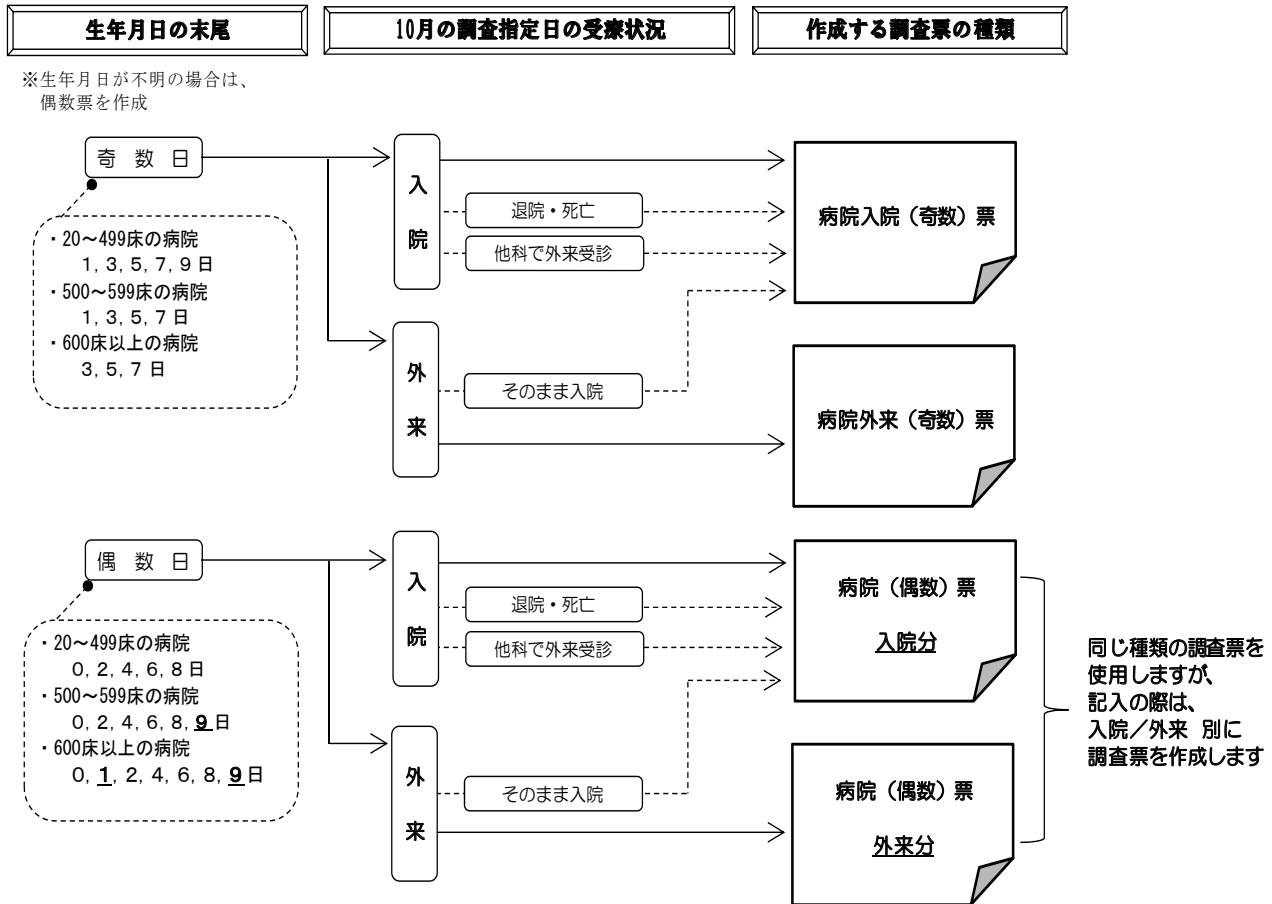 生年月日の末尾
10月の調査指定日の受療状況
作成する調査票の種類
※生年月日が不明の場合は、
偶数票を作成
奇 数 日
・20～499床の病院
1, 3, 5, 7, 9 日
・500～599床の病院
1, 3, 5, 7 日
・600床以上の病院
3, 5, 7 日
入
院
退院・死亡
他科で外来受診
外
来
そのまま入院
病院入院（奇数）票
病院外来（奇数）票
偶 数 日
・20～499床の病院
0, 2, 4, 6, 8 日
・500～599床の病院
0, 2, 4, 6, 8, 9 日
・600床以上の病院
0, 1, 2, 4, 6, 8, 9 日
入
院
退院・死亡
他科で外来受診
外
来
そのまま入院
病院（偶数）票
入院分
病院（偶数）票
外来分
同じ種類の調査票を
使用しますが、
記入の際は、
入院／外来 別に
調査票を作成します